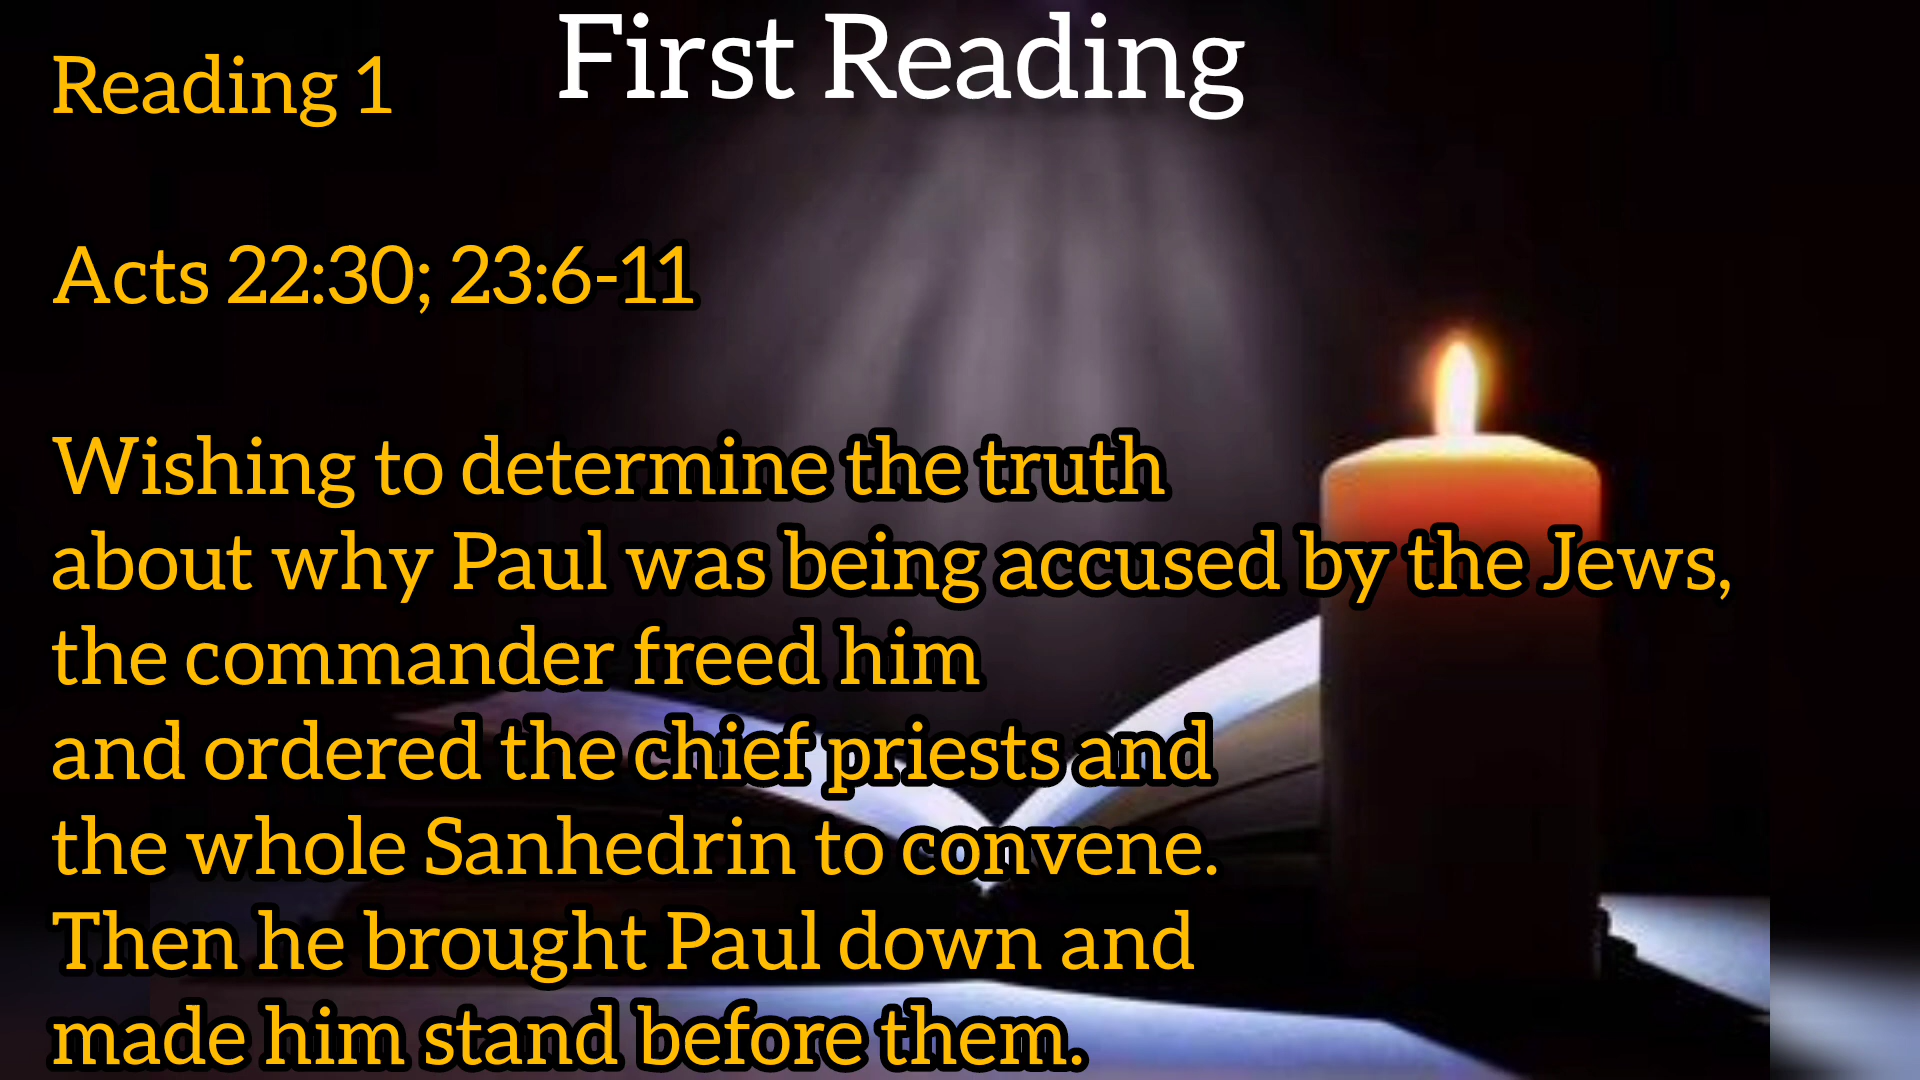 First Reading
Reading 1
Acts 22:30; 23:6-11
Wishing to determine the truth
about why Paul was being accused by the Jews,
the commander freed him
and ordered the chief priests and
the whole Sanhedrin to convene.
Then he brought Paul down and
made him stand before them.